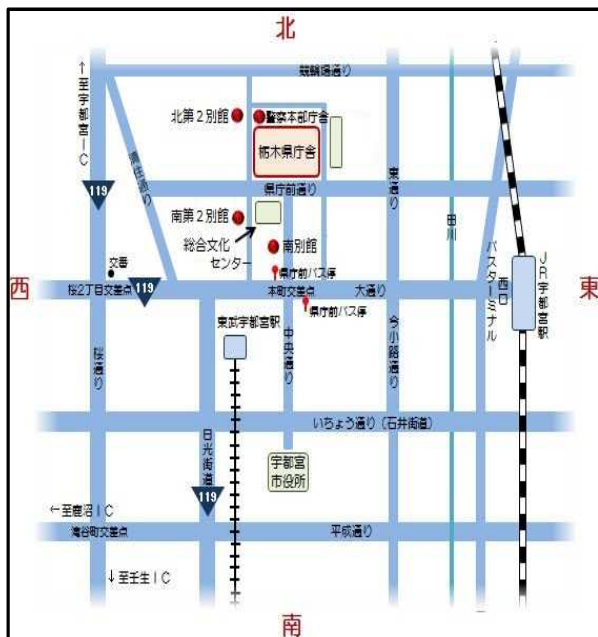 北
競輪場通り
↑至宇都宮IC
北第2別館
警察本部庁舎
栃木県庁舎
県庁前通り
119
東通り
田川
南第2別館
総合文化
センター
南別館
交番
県庁前バス停
西
桜2丁目交差点
119
本町交差点
大通り
県庁前バス停
西口
バスターミナル
JR宇都宮駅
東
東武宇都宮駅
中央通り
今小路通り
桜通り
いちょう通り(石井街道)
日光街道
119
宇都宮
市役所
←至鹿沼IC
滝谷町交差点
平成通り
↓至壬生IC
南